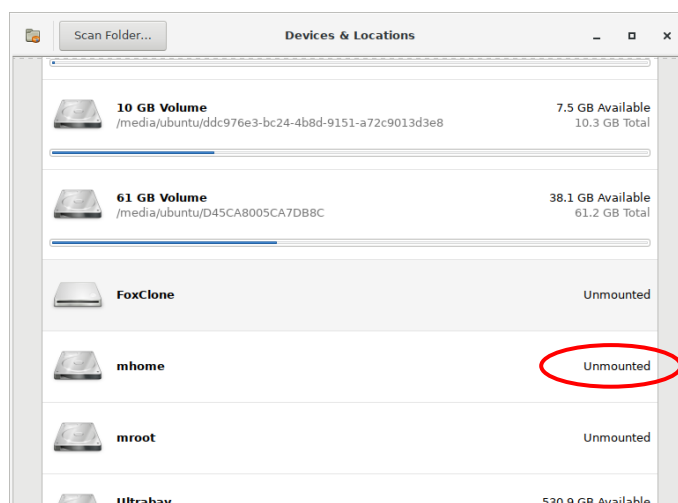 Scan Folder...
Devices & Locations
10 GB Volume
7.5 GB Available
/media/ubuntu/ddc976e3-bc24-4b8d-9151-a72c9013d3e8
10.3 GB Total
61 GB Volume
38.1 GB Available
/media/ubuntu/D45CA8005CA7DB8C
61.2 GB Total
FoxClone
Unmounted
mhome
Unmounted
mroot
Unmounted
Ultrabay
530.9 GB Available